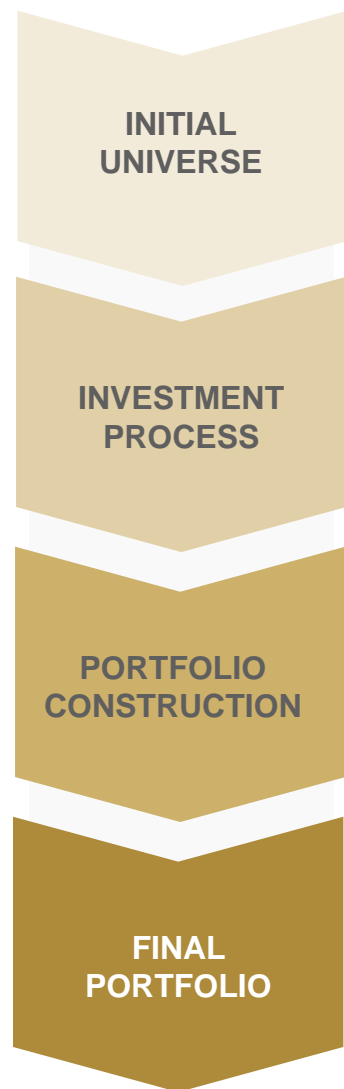 INITIAL
UNIVERSE
INVESTMENT
PROCESS
PORTFOLIO
CONSTRUCTION
FINAL
PORTFOLIO